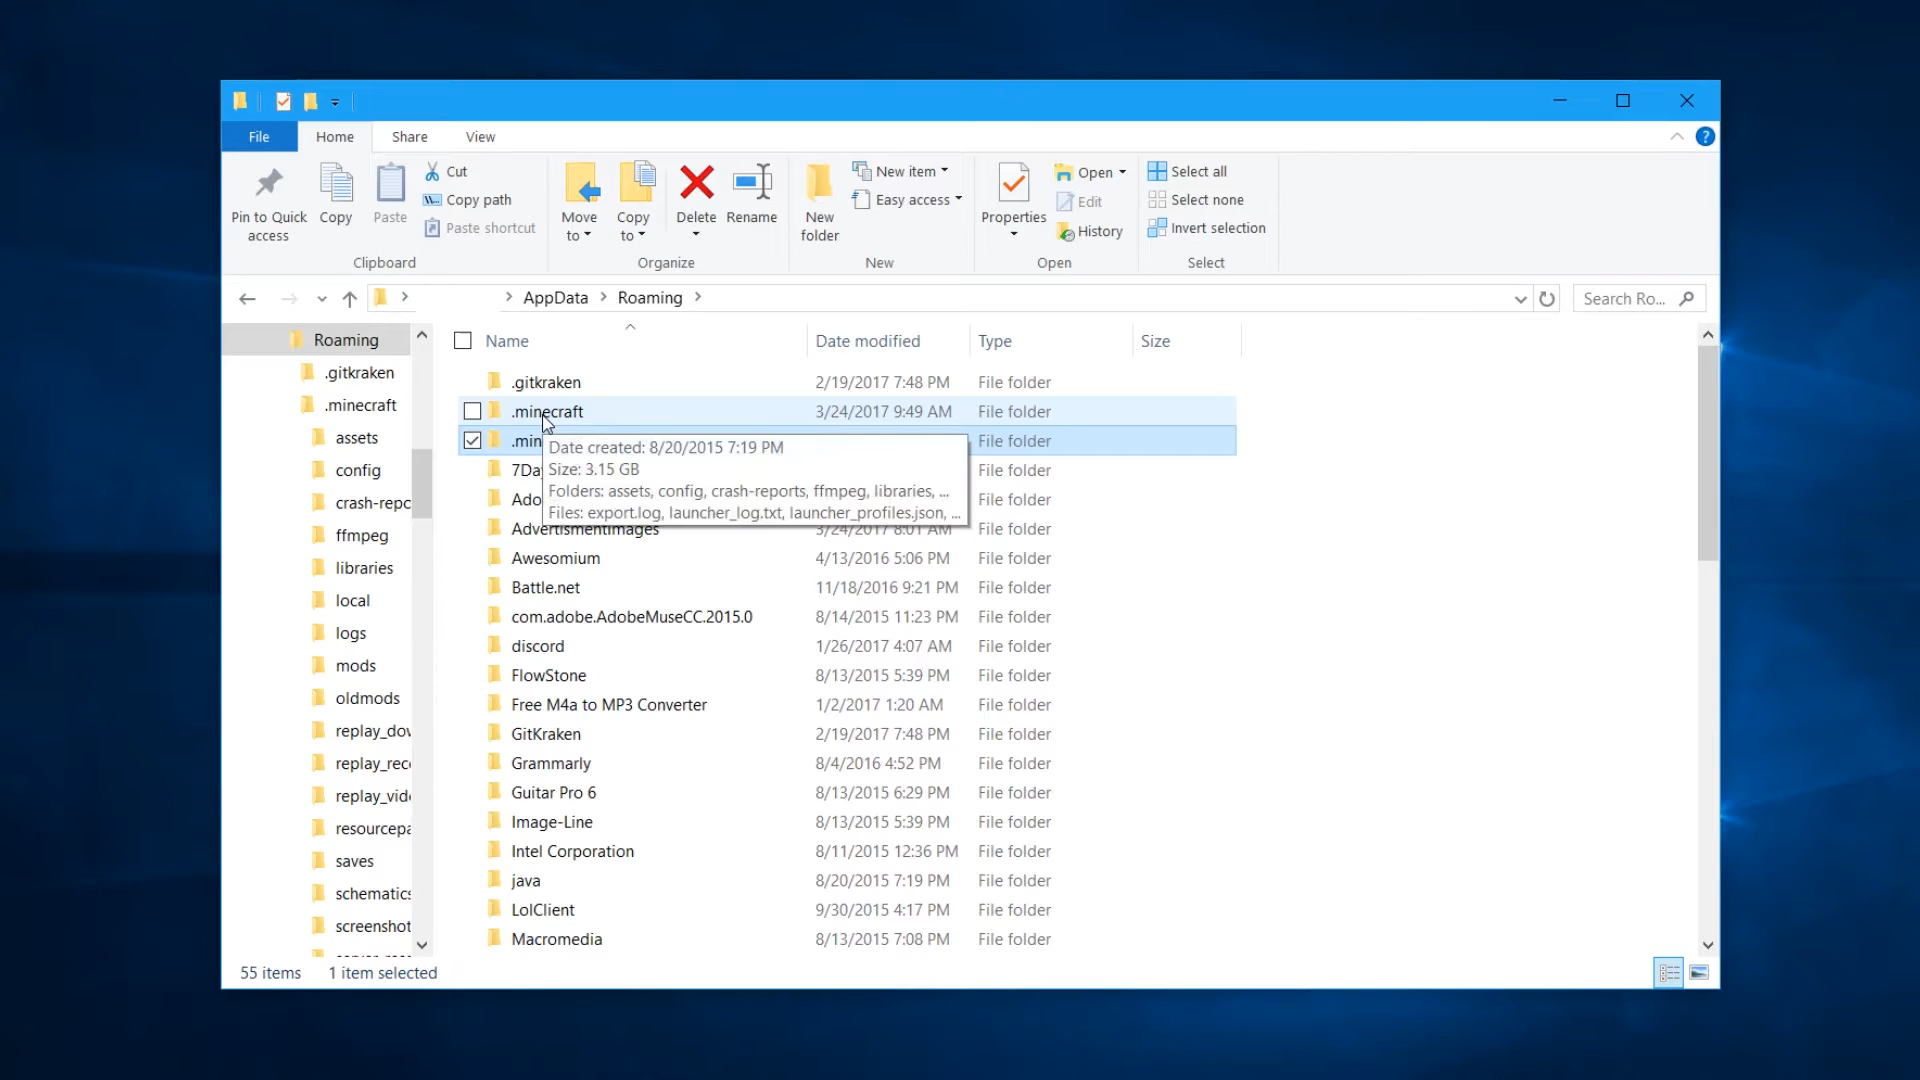 File Home Share View
Pin to Quick access
Copy
Paste
Cut
Copy path
Paste shortcut
Clipboard
Move to
Copy to
Delete
Rename
Organize
New folder
New item
Easy access
New
Properties
Open
Edit
History
Open
Select all
Select none
Invert selection
Select
AppData Roaming
Search Ro...
Roaming
.gitkraken
.minecraft
assets
config
crash-repo
ffmpeg
libraries
local
logs
mods
oldmods
replay_dow
replay_reco
replay_vide
resourcepa
saves
schematics
screenshot
Name Date modified Type Size
.gitkraken 2/19/2017 7:48 PM File folder
.minecraft 3/24/2017 9:49 AM File folder
.min File folder
Date created: 8/20/2015 7:19 PM
Size: 3.15 GB
Folders: assets, config, crash-reports, ffmpeg, libraries, ...
Files: export.log, launcher_log.txt, launcher_profiles.json, ...
7Day File folder
Ado File folder
AdvertismentImages 3/24/2017 8:01 AM File folder
Awesomium 4/13/2016 5:06 PM File folder
Battle.net 11/18/2016 9:21 PM File folder
com.adobe.AdobeMuseCC.2015.0 8/14/2015 11:23 PM File folder
discord 1/26/2017 4:07 AM File folder
FlowStone 8/13/2015 5:39 PM File folder
Free M4a to MP3 Converter 1/2/2017 1:20 AM File folder
GitKraken 2/19/2017 7:48 PM File folder
Grammarly 8/4/2016 4:52 PM File folder
Guitar Pro 6 8/13/2015 6:29 PM File folder
Image-Line 8/13/2015 5:39 PM File folder
Intel Corporation 8/11/2015 12:36 PM File folder
java 8/20/2015 7:19 PM File folder
LolClient 9/30/2015 4:17 PM File folder
Macromedia 8/13/2015 7:08 PM File folder
55 items 1 item selected